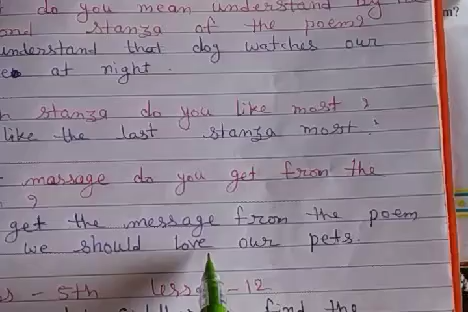 do you mean understand by the
stanza of the poem?
understand that dog watches our
at night.
stanza do you like most?
like the last stanza most.
massage do you get from the
?
get the message from the poem
we should love our pets.
- 5th - 12
find the